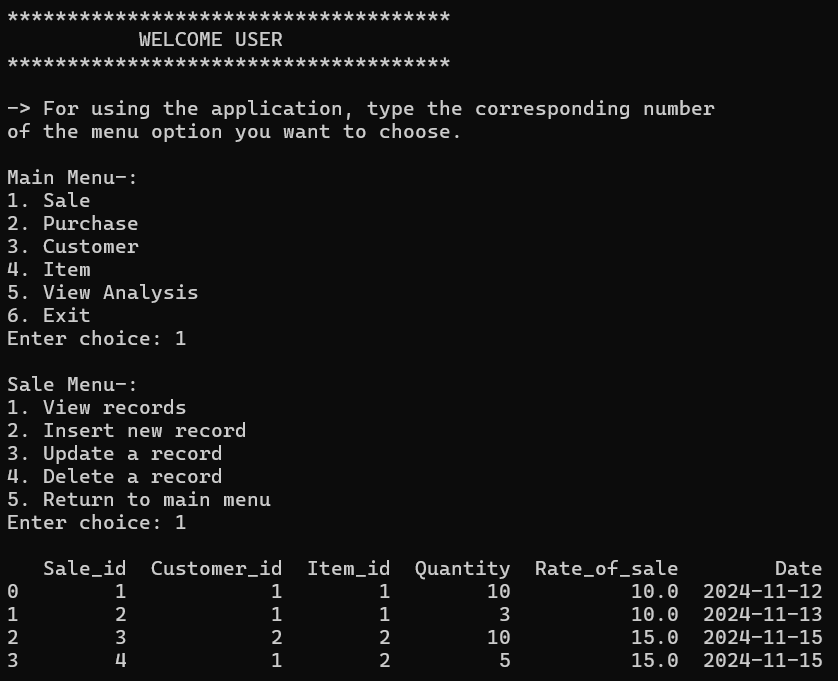 *************************************
WELCOME USER
*************************************
-> For using the application, type the corresponding number
of the menu option you want to choose.
Main Menu-:
1. Sale
2. Purchase
3. Customer
4. Item
5. View Analysis
6. Exit
Enter choice: 1
Sale Menu-:
1. View records
2. Insert new record
3. Update a record
4. Delete a record
5. Return to main menu
Enter choice: 1
Sale_id Customer_id Item_id Quantity Rate_of_sale Date
0 1 1 1 10 10.0 2024-11-12
1 2 1 1 3 10.0 2024-11-13
2 3 2 2 10 15.0 2024-11-15
3 4 1 2 5 15.0 2024-11-15